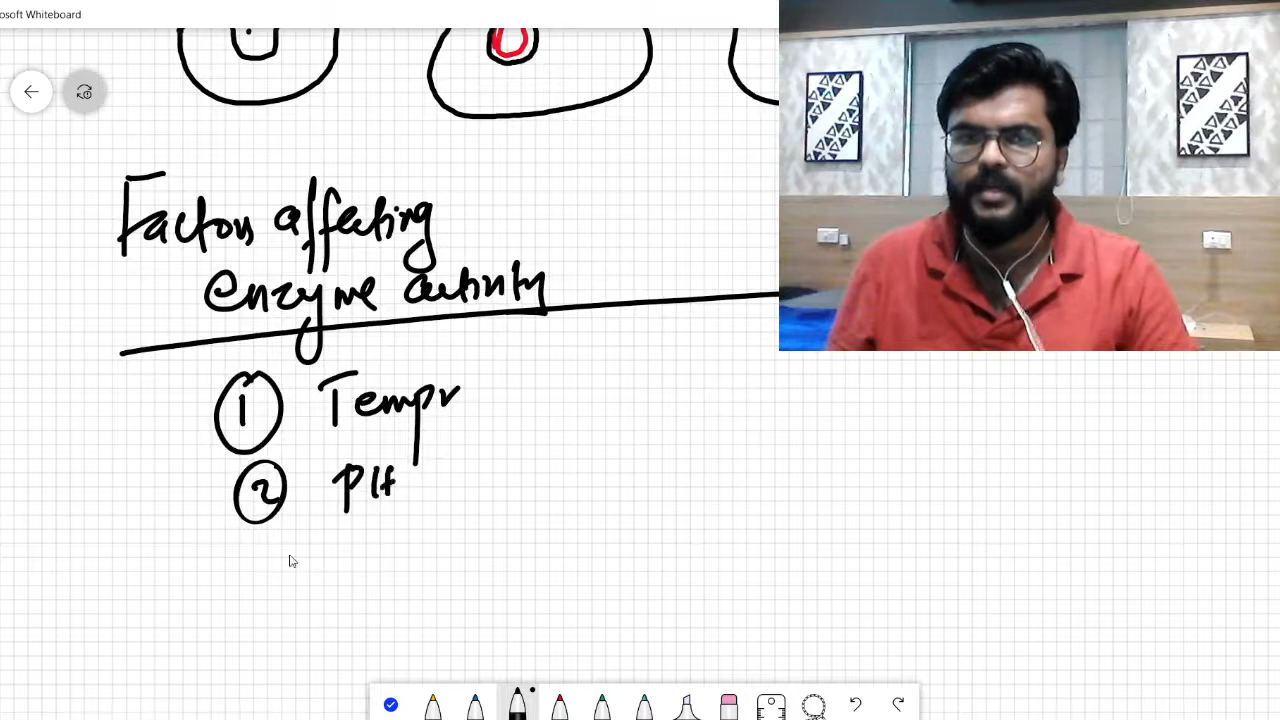 osoft Whiteboard
Factors affecting
enzyme activity
1 Tempr
2 PH